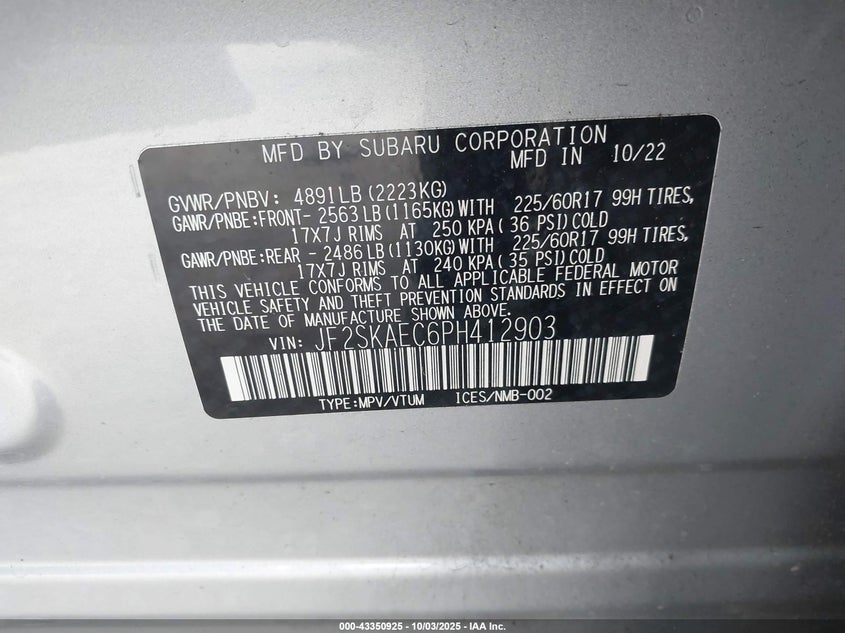 MFD BY SUBARU CORPORATION
MFD IN 10/22
GVWR/PNBV: 4891LB (2223KG)
GAWR/PNBE:FRONT- 2563LB (1165KG)WITH 225/60R17 99H TIRES,
17X7J RIMS AT 250 KPA ( 36 PSI) COLD
GAWR/PNBE:REAR - 2486LB (1130KG)WITH 225/60R17 99H TIRES,
17X7J RIMS AT 240 KPA ( 35 PSI) COLD
THIS VEHICLE CONFORMS TO ALL APPLICABLE FEDERAL MOTOR
VEHICLE SAFETY AND THEFT PREVENTION STANDARDS IN EFFECT ON
THE DATE OF MANUFACTURE SHOWN ABOVE.
VIN: JF2SKAEC6PH412903
TYPE:MPV/VTUM ICES/NMB-002
000-43350925 - 10/03/2025 - IAA Inc.